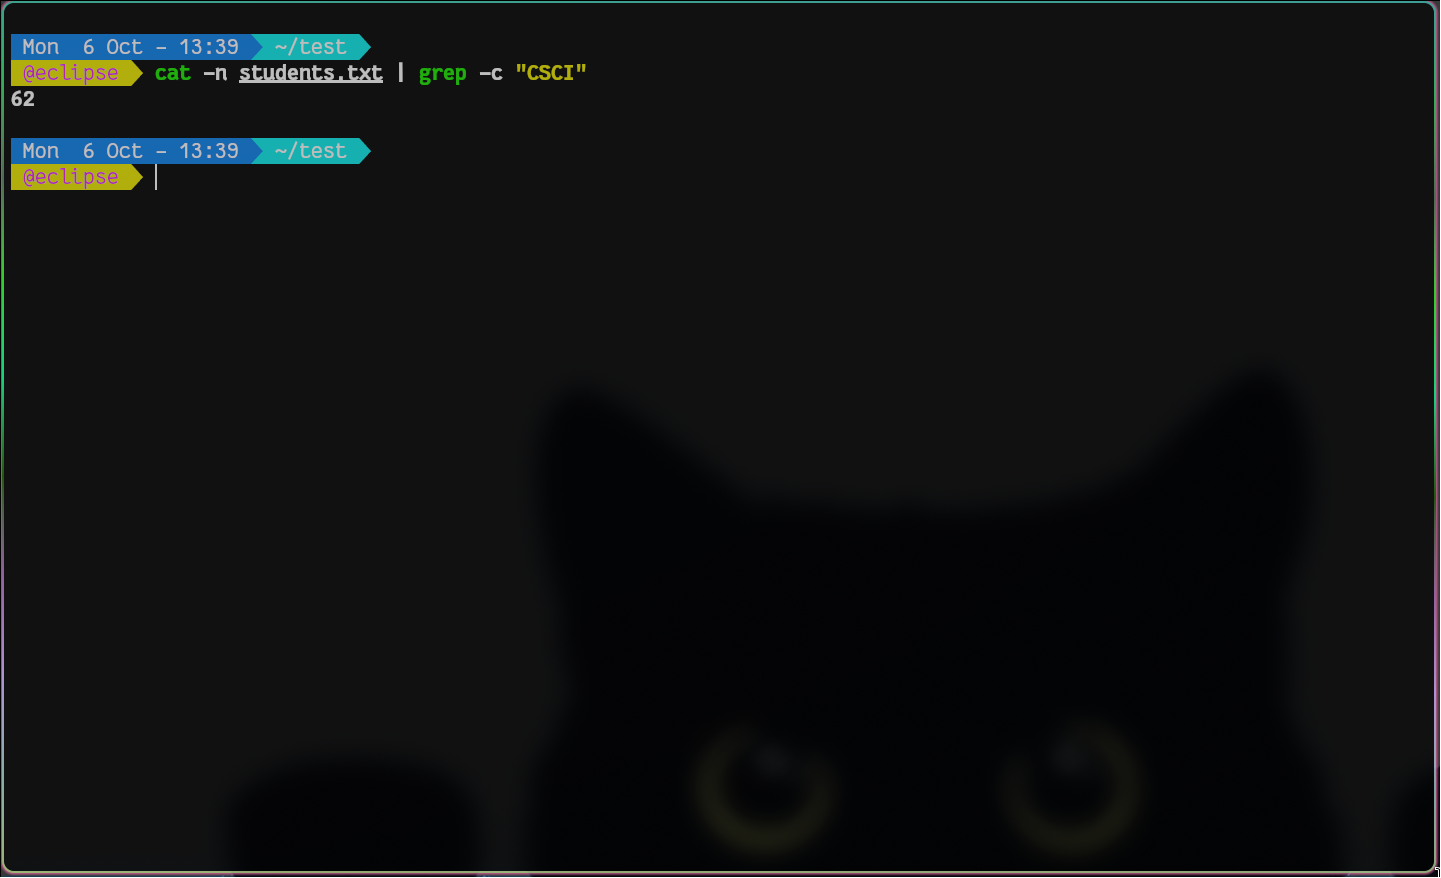 Mon  6 Oct - 13:39 ~/test
@eclipse cat -n students.txt | grep -c "CSCI"
62
Mon  6 Oct - 13:39 ~/test
@eclipse